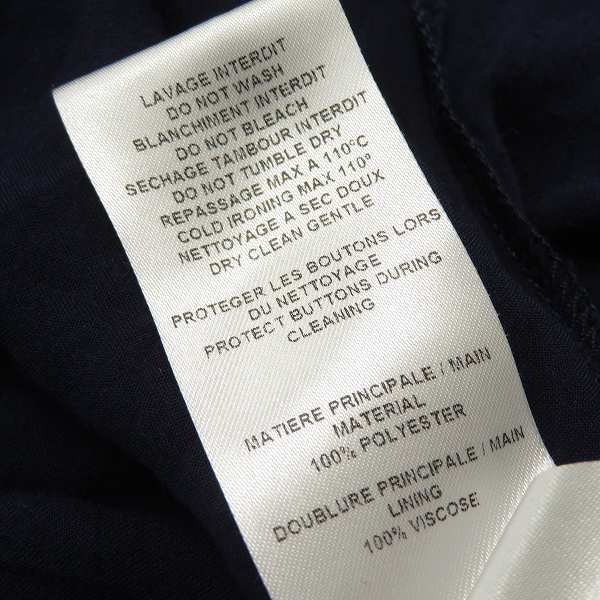 LAVAGE INTERDIT
DO NOT WASH
BLANCHIMENT INTERDIT
DO NOT BLEACH
SECHAGE TAMBOUR INTERDIT
DO NOT TUMBLE DRY
REPASSAGE MAX A 110°C
COLD IRONING MAX 110°
NETTOYAGE A SEC DOUX
DRY CLEAN GENTLE
PROTEGER LES BOUTONS LORS
DU NETTOYAGE
PROTECT BUTTONS DURING
CLEANING
MATIERE PRINCIPALE / MAIN
MATERIAL
100% POLYESTER
DOUBLURE PRINCIPALE / MAIN
LINING
100% VISCOSE